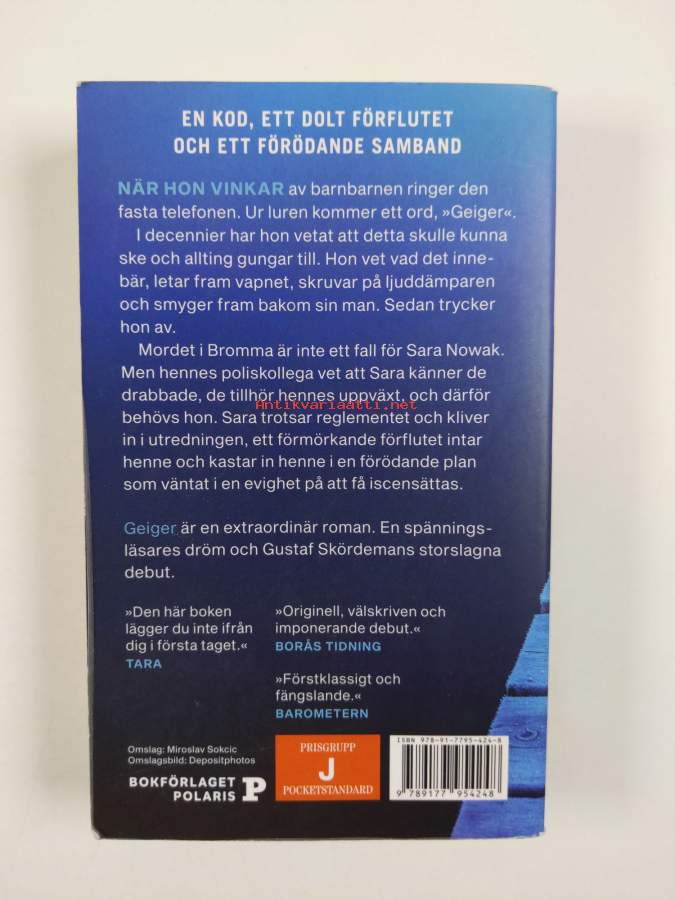 EN KOD, ETT DOLT FÖRFLUTET
OCH ETT FÖRÖDANDE SAMBAND
NÄR HON VINKAR av barnbarnen ringer den
fasta telefonen. Ur luren kommer ett ord, »Geiger«.
I decennier har hon vetat att detta skulle kunna
ske och allting gungar till. Hon vet vad det inne-
bär, letar fram vapnet, skruvar på ljuddämparen
och smyger fram bakom sin man. Sedan trycker
hon av.
Mordet i Bromma är inte ett fall för Sara Nowak.
Men hennes poliskollega vet att Sara känner de
drabbade, de tillhör hennes uppväxt, och därför
Antikvariaatti.net
behövs hon. Sara trotsar reglementet och kliver
in i utredningen, ett förmörkande förflutet intar
henne och kastar in henne i en förödande plan
som väntat i en evighet på att få iscensättas.
Geiger är en extraordinär roman. En spännings-
läsares dröm och Gustaf Skördemans storslagna
debut.
»Den här boken
lägger du inte ifrån
dig i första taget.«
TARA
»Originell, välskriven och
imponerande debut.«
BORÅS TIDNING
»Förstklassigt och
fängslande.«
BAROMETERN
Omslag: Miroslav Sokcic
Omslagsbild: Depositphotos
BOKFÖRLAGET
POLARIS P
PRISGRUPP
J
POCKETSTANDARD
ISBN 978-91-7795-424-8
9 789177 954248